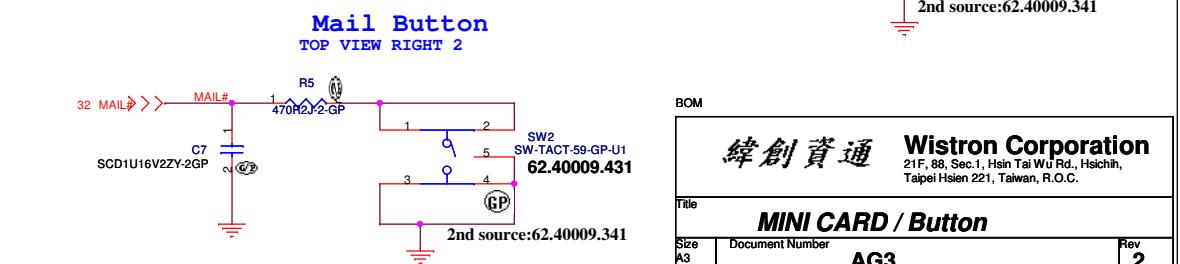 2nd source:62.40009.341
Mail Button
TOP VIEW RIGHT 2
R5
32 MAIL#
MAIL#
1
470R2J-2-GP
1
C7
SCD1U16V2ZY-2GP
2
1
2
SW2
5
SW-TACT-59-GP-U1
62.40009.431
3
4
GP
2nd source:62.40009.341
BOM
緯創資通
Wistron Corporation
21F, 88, Sec.1, Hsin Tai Wu Rd., Hsichih,
Taipei Hsien 221, Taiwan, R.O.C.
Title
MINI CARD / Button
Size
Document Number
Rev
A3
AG3
2